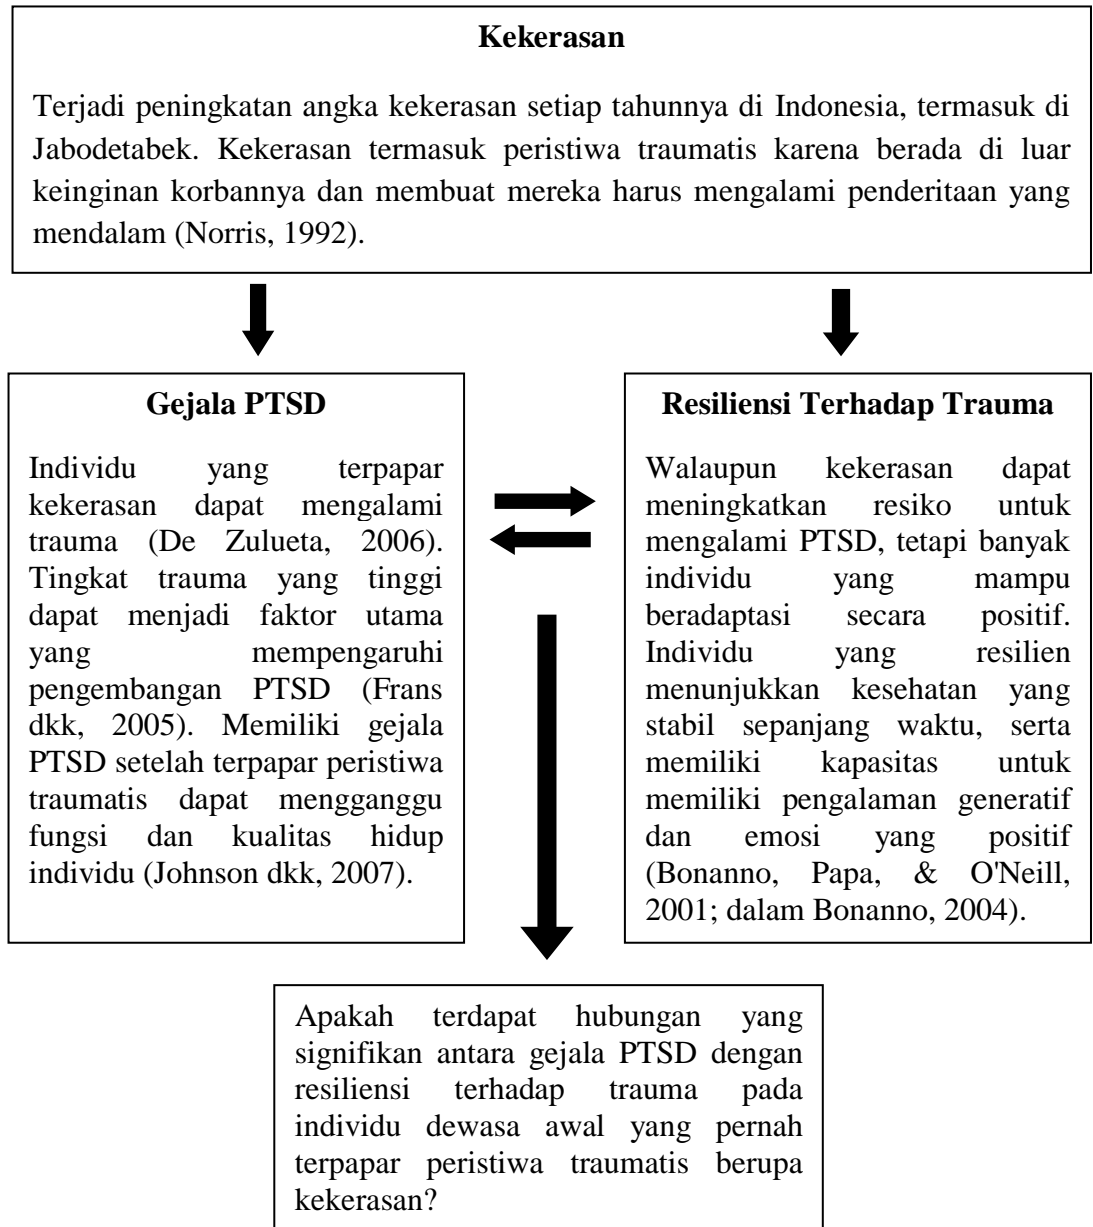 Kekerasan
Terjadi peningkatan angka kekerasan setiap tahunnya di Indonesia, termasuk di
Jabodetabek. Kekerasan termasuk peristiwa traumatis karena berada di luar
keinginan korbannya dan membuat mereka harus mengalami penderitaan yang
mendalam (Norris, 1992).
Gejala PTSD
Individu yang terpapar
kekerasan dapat mengalami
trauma (De Zulueta, 2006).
Tingkat trauma yang tinggi
dapat menjadi faktor utama
yang mempengaruhi
pengembangan PTSD (Frans
dkk, 2005). Memiliki gejala
PTSD setelah terpapar peristiwa
traumatis dapat mengganggu
fungsi dan kualitas hidup
individu (Johnson dkk, 2007).
Resiliensi Terhadap Trauma
Walaupun kekerasan dapat
meningkatkan resiko untuk
mengalami PTSD, tetapi banyak
individu yang mampu
beradaptasi secara positif.
Individu yang resilien
menunjukkan kesehatan yang
stabil sepanjang waktu, serta
memiliki kapasitas untuk
memiliki pengalaman generatif
dan emosi yang positif
(Bonanno, Papa, & O'Neill,
2001; dalam Bonanno, 2004).
Apakah terdapat hubungan yang
signifikan antara gejala PTSD dengan
resiliensi terhadap trauma pada
individu dewasa awal yang pernah
terpapar peristiwa traumatis berupa
kekerasan?